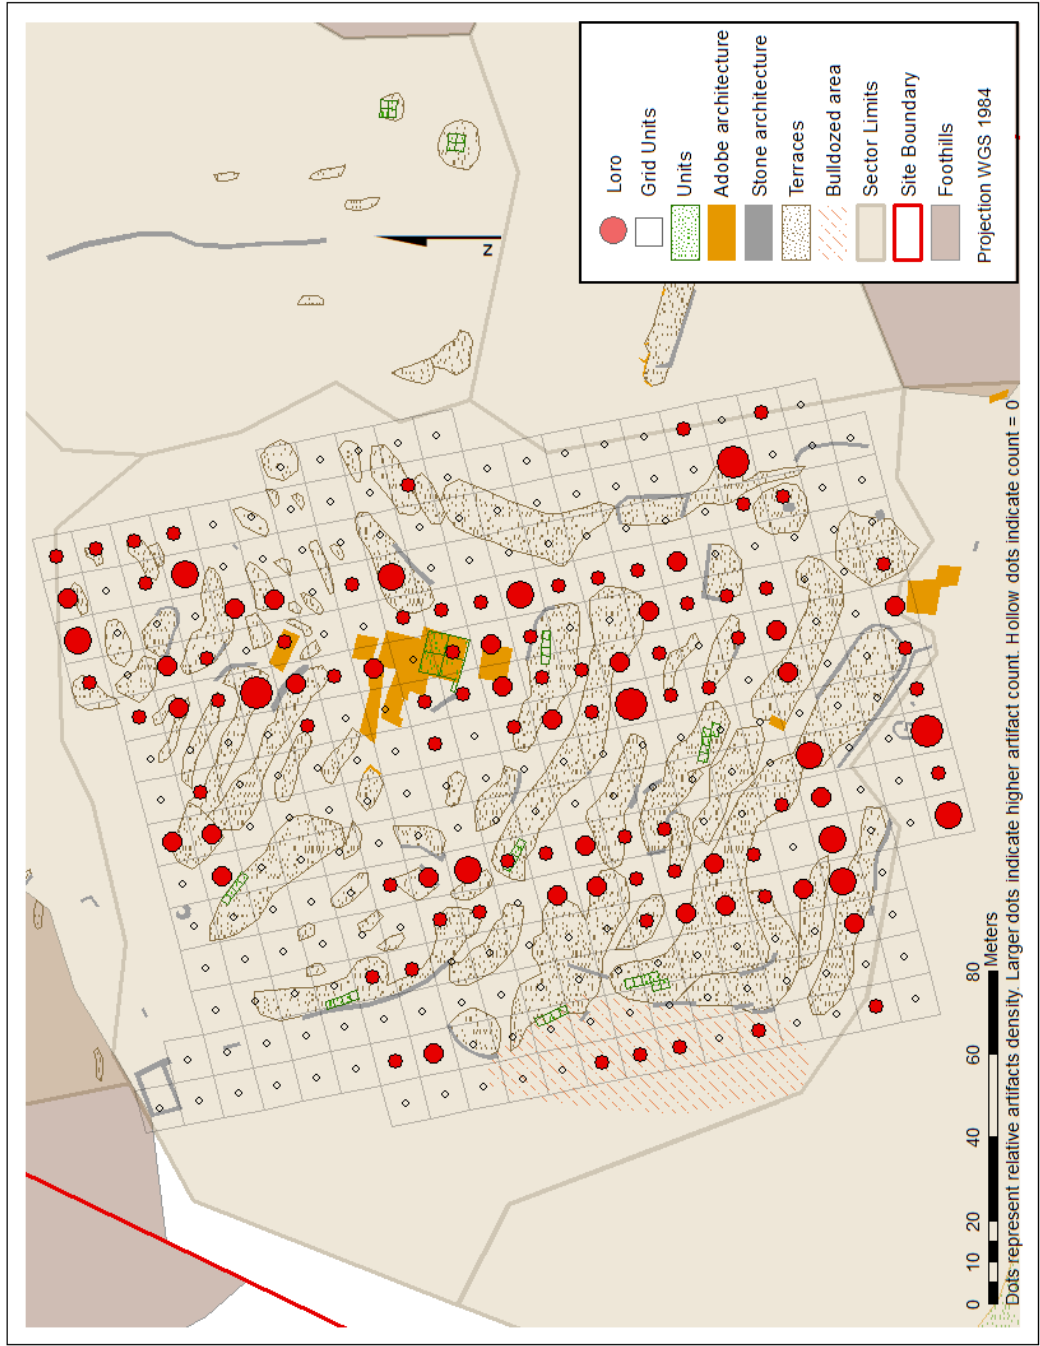 Loro
Grid Units
Units
Adobe architecture
Stone architecture
Terraces
Bulldozed area
Sector Limits
Site Boundary
Foothills
Projection WGS 1984
N
0 10 20 40 60 80
Meters
Dots represent relative artifacts density. Larger dots indicate higher artifact count. Hollow dots indicate count = 0